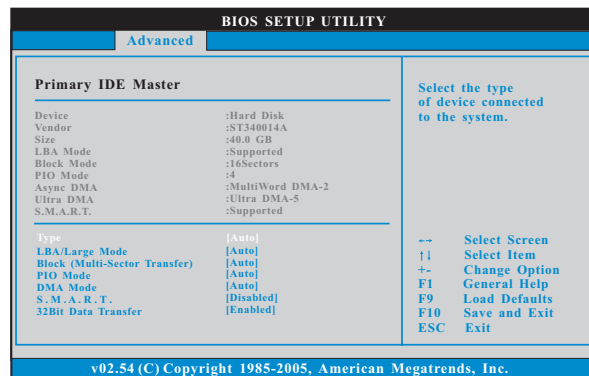 BIOS SETUP UTILITY
Advanced
Primary IDE Master
Device :Hard Disk
Vendor :ST340014A
Size :40.0 GB
LBA Mode :Supported
Block Mode :16Sectors
PIO Mode :4
Async DMA :MultiWord DMA-2
Ultra DMA :Ultra DMA-5
S.M.A.R.T. :Supported
Type [Auto]
LBA/Large Mode [Auto]
Block (Multi-Sector Transfer) [Auto]
PIO Mode [Auto]
DMA Mode [Auto]
S.M.A.R.T. [Disabled]
32Bit Data Transfer [Enabled]
Select the type
of device connected
to the system.
←→ Select Screen
↑↓ Select Item
+- Change Option
F1 General Help
F9 Load Defaults
F10 Save and Exit
ESC Exit
v02.54 (C) Copyright 1985-2005, American Megatrends, Inc.